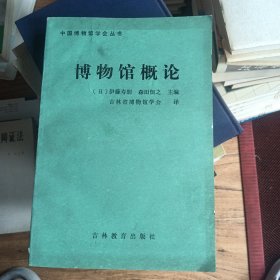 中国博物馆学会丛书
博物馆概论
(日)伊藤寿朗 森田恒之 主编
吉林省博物馆学会 译
吉林教育出版社